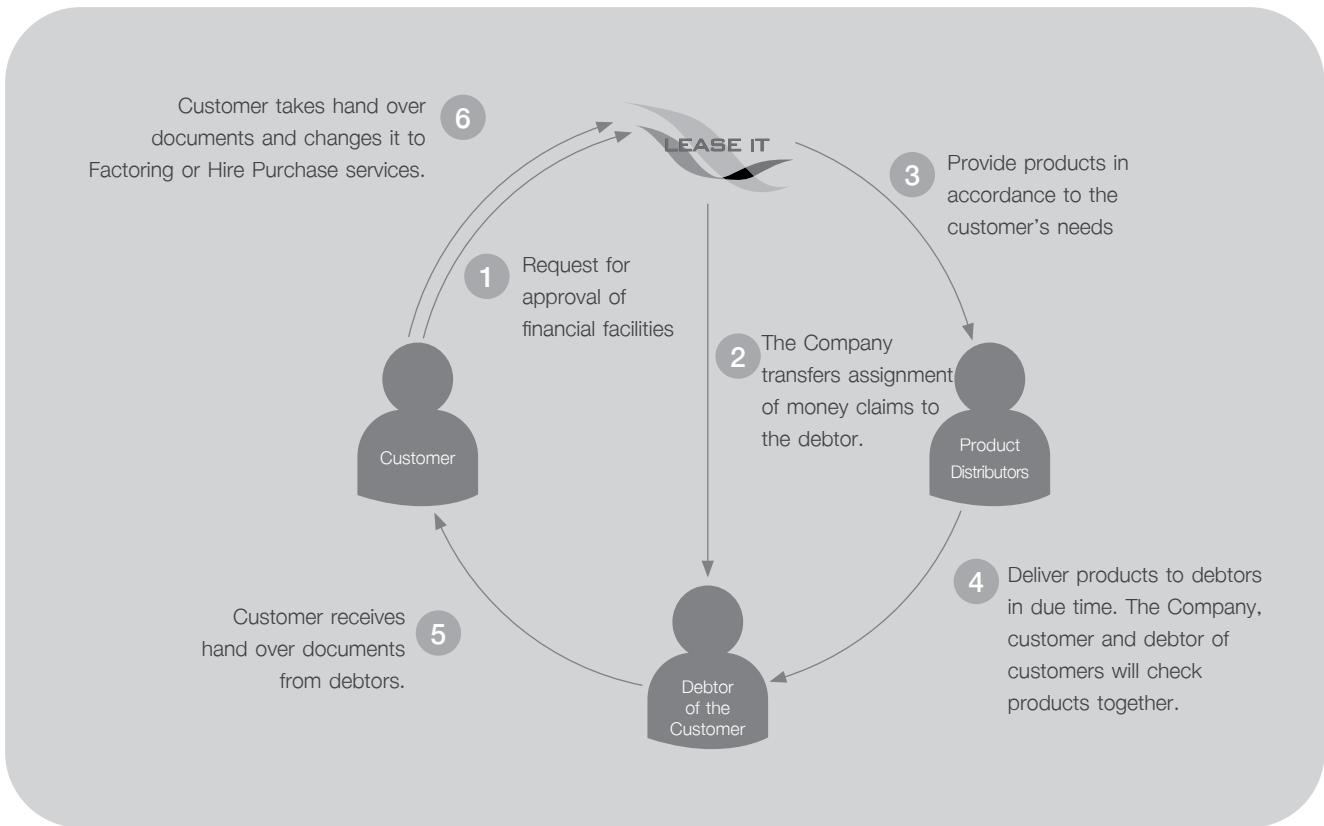 Customer takes hand over
documents and changes it to
Factoring or Hire Purchase services.
6
LEASE IT
3
Provide products in
accordance to the
customer's needs
1
Request for
approval of
financial facilities
2
The Company
transfers assignment
of money claims to
the debtor.
Customer
Product
Distributors
4
Deliver products to debtors
in due time. The Company,
customer and debtor of
customers will check
products together.
Customer receives
hand over documents
from debtors.
5
Debtor
of the
Customer